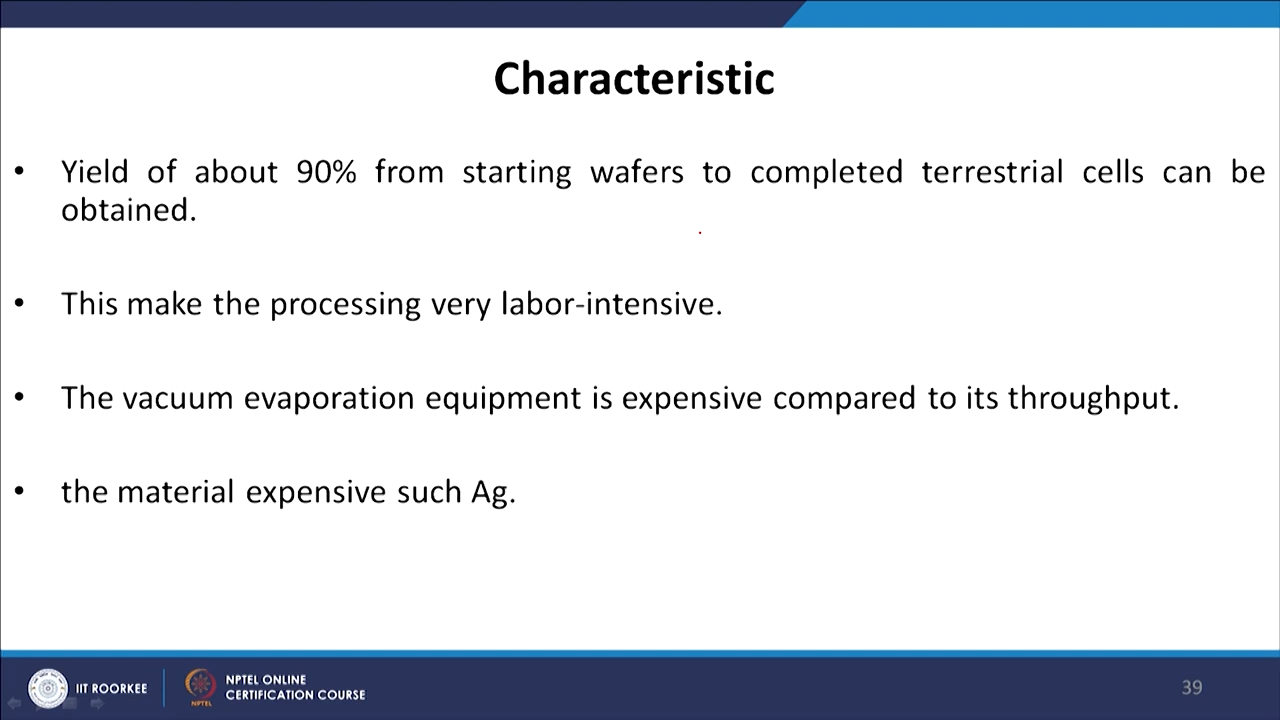 Characteristic
• Yield of about 90% from starting wafers to completed terrestrial cells can be
obtained.
• This make the processing very labor-intensive.
• The vacuum evaporation equipment is expensive compared to its throughput.
• the material expensive such Ag.
IIT ROORKEE
NPTEL
NPTEL ONLINE
CERTIFICATION COURSE
39